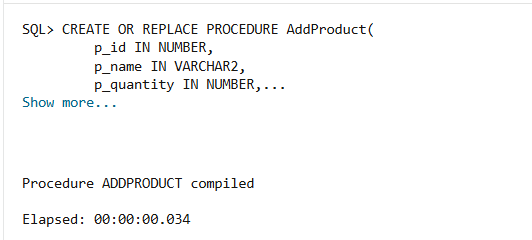 SQL> CREATE OR REPLACE PROCEDURE AddProduct(
p_id IN NUMBER,
p_name IN VARCHAR2,
p_quantity IN NUMBER,...
Show more...
Procedure ADDPRODUCT compiled
Elapsed: 00:00:00.034